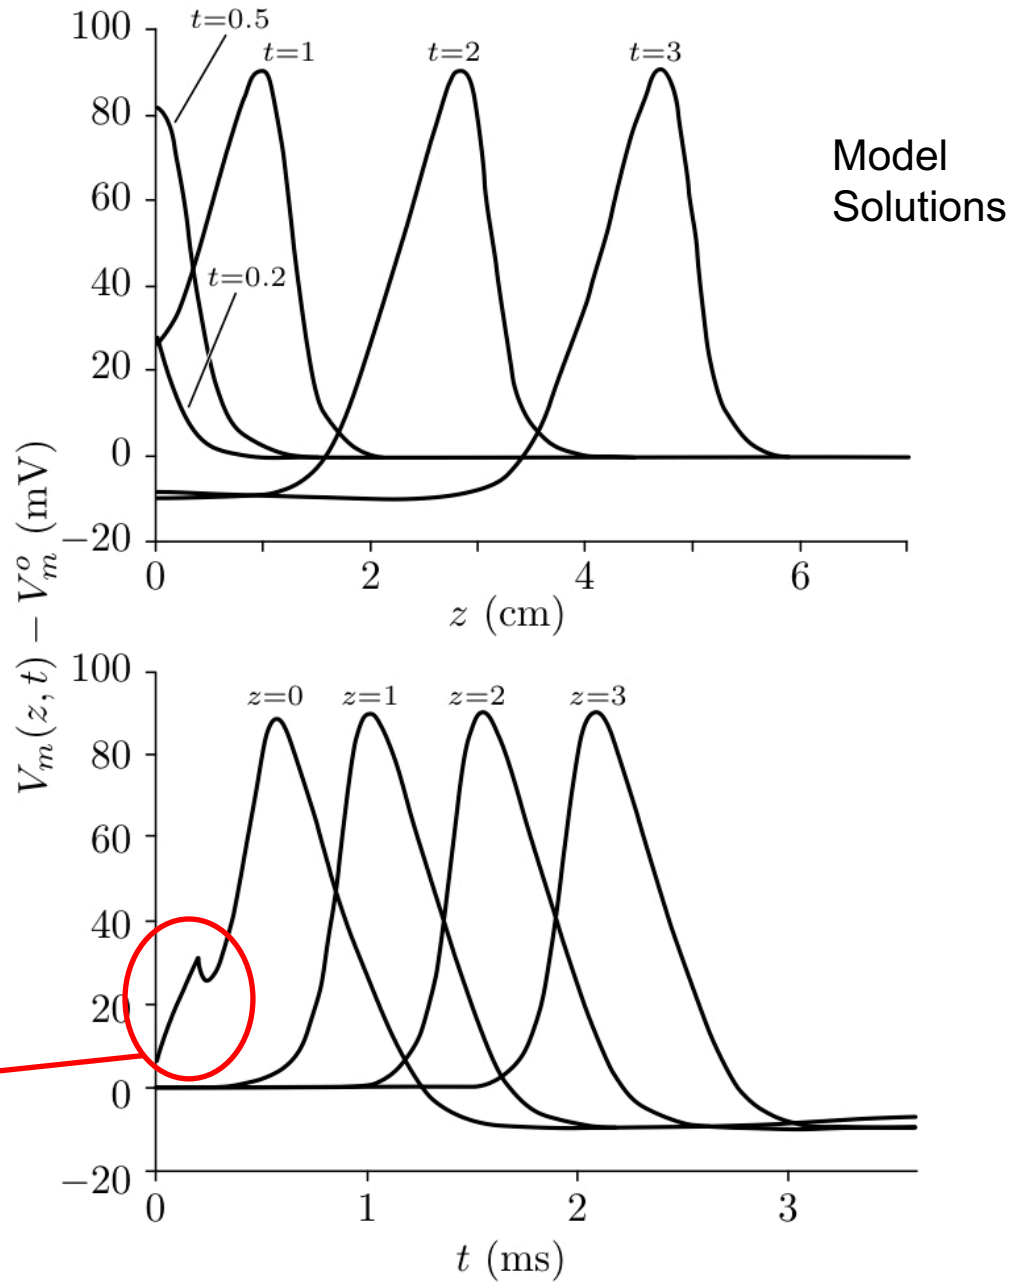 t=0.5
t=1
t=2
t=3
t=0.2
Model
Solutions
100
80
60
40
20
0
−20
0 2 4 6
z (cm)
V_m(z, t) − V_m^o (mV)
z=0 z=1 z=2 z=3
100
80
60
40
20
0
−20
0 1 2 3
t (ms)